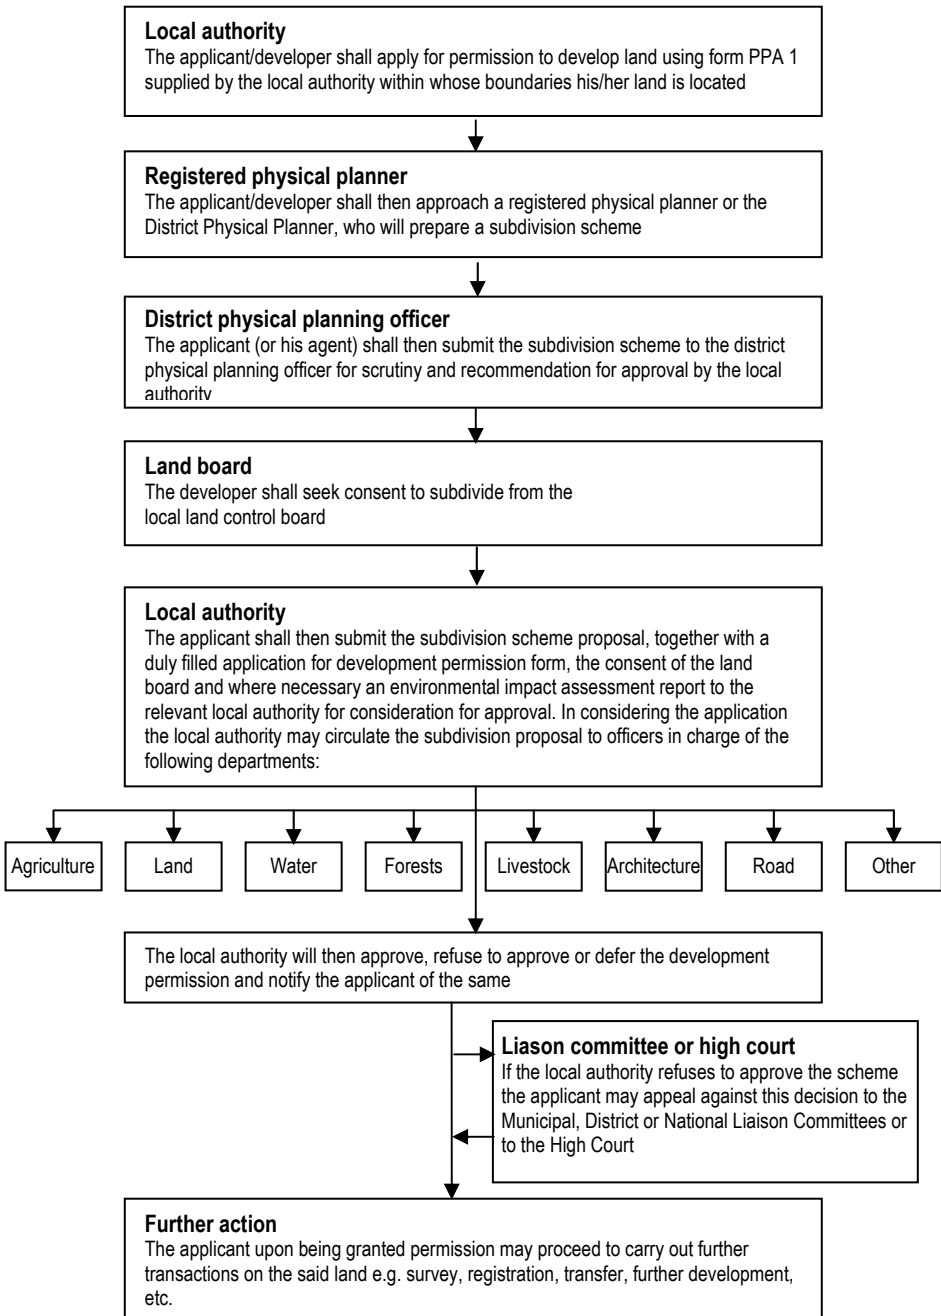 Local authority
The applicant/developer shall apply for permission to develop land using form PPA 1
supplied by the local authority within whose boundaries his/her land is located
Registered physical planner
The applicant/developer shall then approach a registered physical planner or the
District Physical Planner, who will prepare a subdivision scheme
District physical planning officer
The applicant (or his agent) shall then submit the subdivision scheme to the district
physical planning officer for scrutiny and recommendation for approval by the local
authority
Land board
The developer shall seek consent to subdivide from the
local land control board
Local authority
The applicant shall then submit the subdivision scheme proposal, together with a
duly filled application for development permission form, the consent of the land
board and where necessary an environmental impact assessment report to the
relevant local authority for consideration for approval. In considering the application
the local authority may circulate the subdivision proposal to officers in charge of the
following departments:
Agriculture
Land
Water
Forests
Livestock
Architecture
Road
Other
The local authority will then approve, refuse to approve or defer the development
permission and notify the applicant of the same
Liason committee or high court
If the local authority refuses to approve the scheme
the applicant may appeal against this decision to the
Municipal, District or National Liaison Committees or
to the High Court
Further action
The applicant upon being granted permission may proceed to carry out further
transactions on the said land e.g. survey, registration, transfer, further development,
etc.